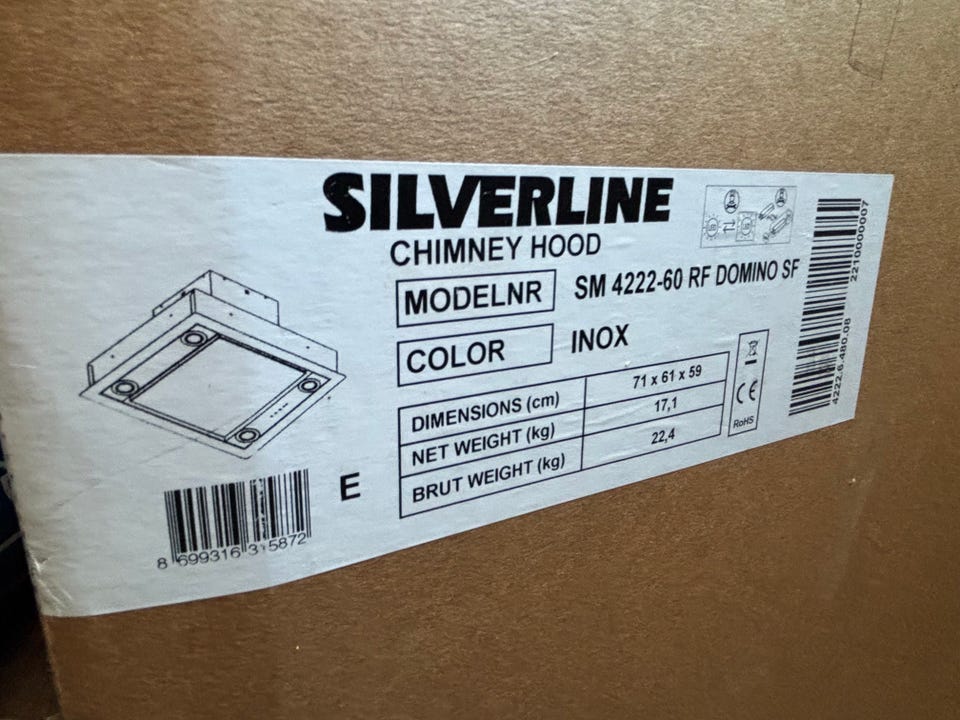 SILVERLINE
CHIMNEY HOOD
MODELNR SM 4222-60 RF DOMINO SF
COLOR INOX
DIMENSIONS (cm) 71 x 61 x 59
NET WEIGHT (kg) 17,1
BRUT WEIGHT (kg) 22,4
CE
RoHS
2210000007
4222.6.480.08
E
8 699316 315872